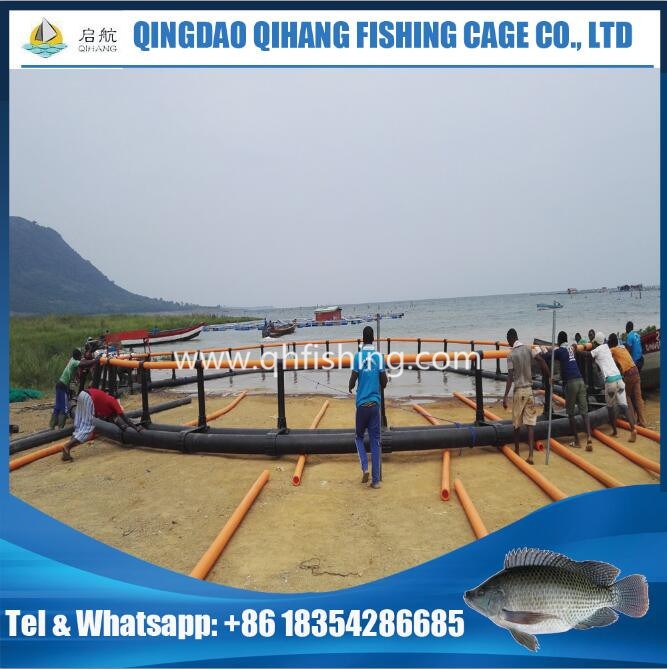 启航
QIHANG
QINGDAO QIHANG FISHING CAGE CO., LTD
www.qhfishing.com
Tel & Whatsapp: +86 18354286685